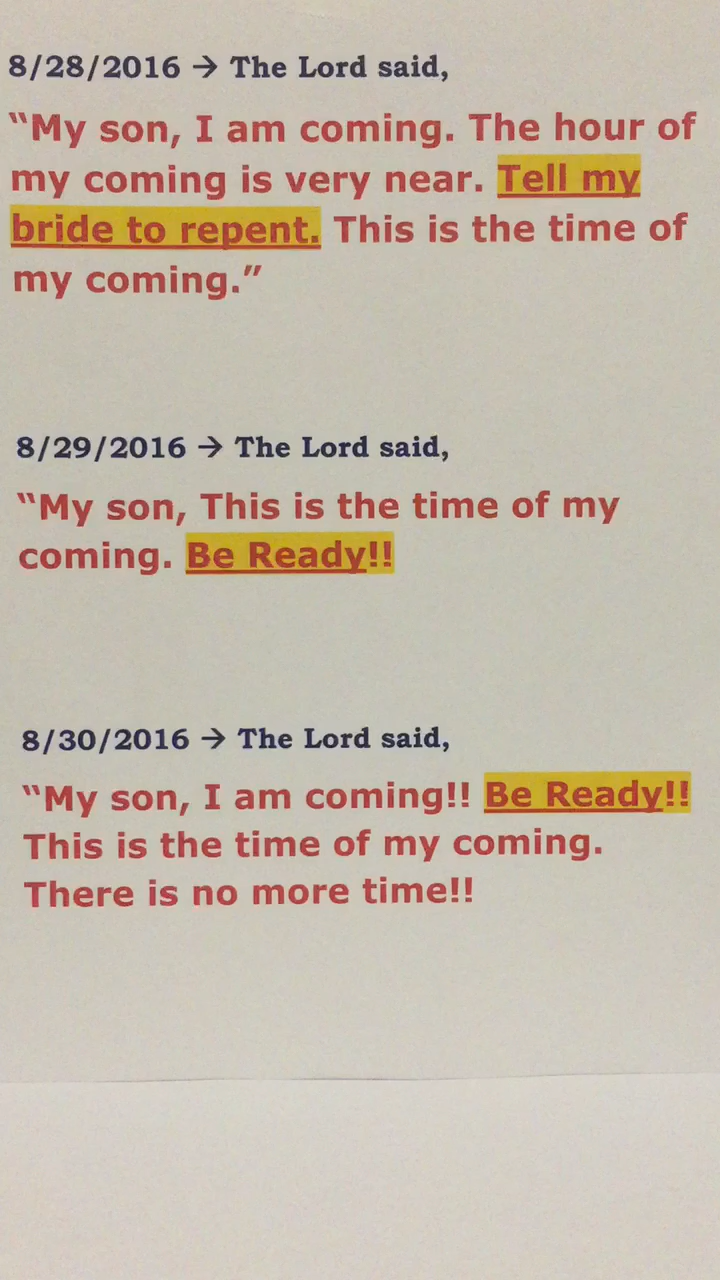 8/28/2016 → The Lord said,
“My son, I am coming. The hour of
my coming is very near. Tell my
bride to repent. This is the time of
my coming.”
8/29/2016 → The Lord said,
“My son, This is the time of my
coming. Be Ready!!
8/30/2016 → The Lord said,
“My son, I am coming!! Be Ready!!
This is the time of my coming.
There is no more time!!